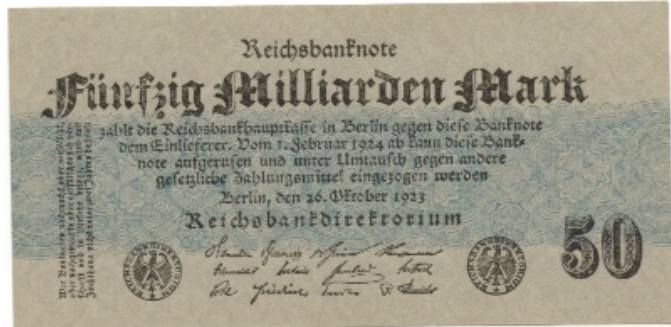 Reichsbanknote
Fünfzig Milliarden Mark
zahlt die Reichsbankhauptkasse in Berlin gegen diese Banknote
dem Einlieferer. Vom 1. Februar 1924 ab kann diese Bank-
note aufgerufen und unter Umtausch gegen andere
gesetzliche Zahlungsmittel eingezogen werden
Berlin, den 26. Oktober 1923
Reichsbankdirektorium
50
REICHSBANKDIREKTORIUM
REICHSBANKDIREKTORIUM